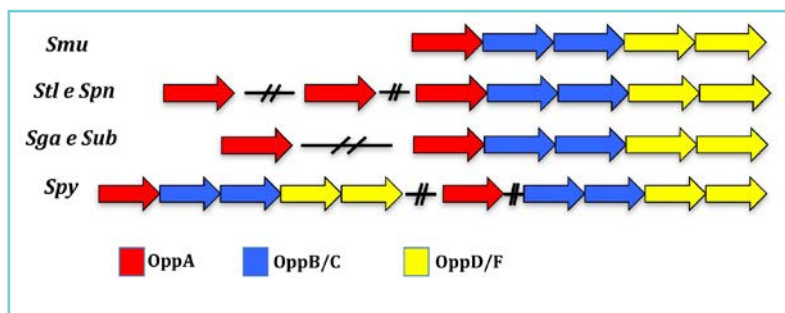 Smu
Stl e Spn
Sga e Sub
Spy
OppA OppB/C OppD/F